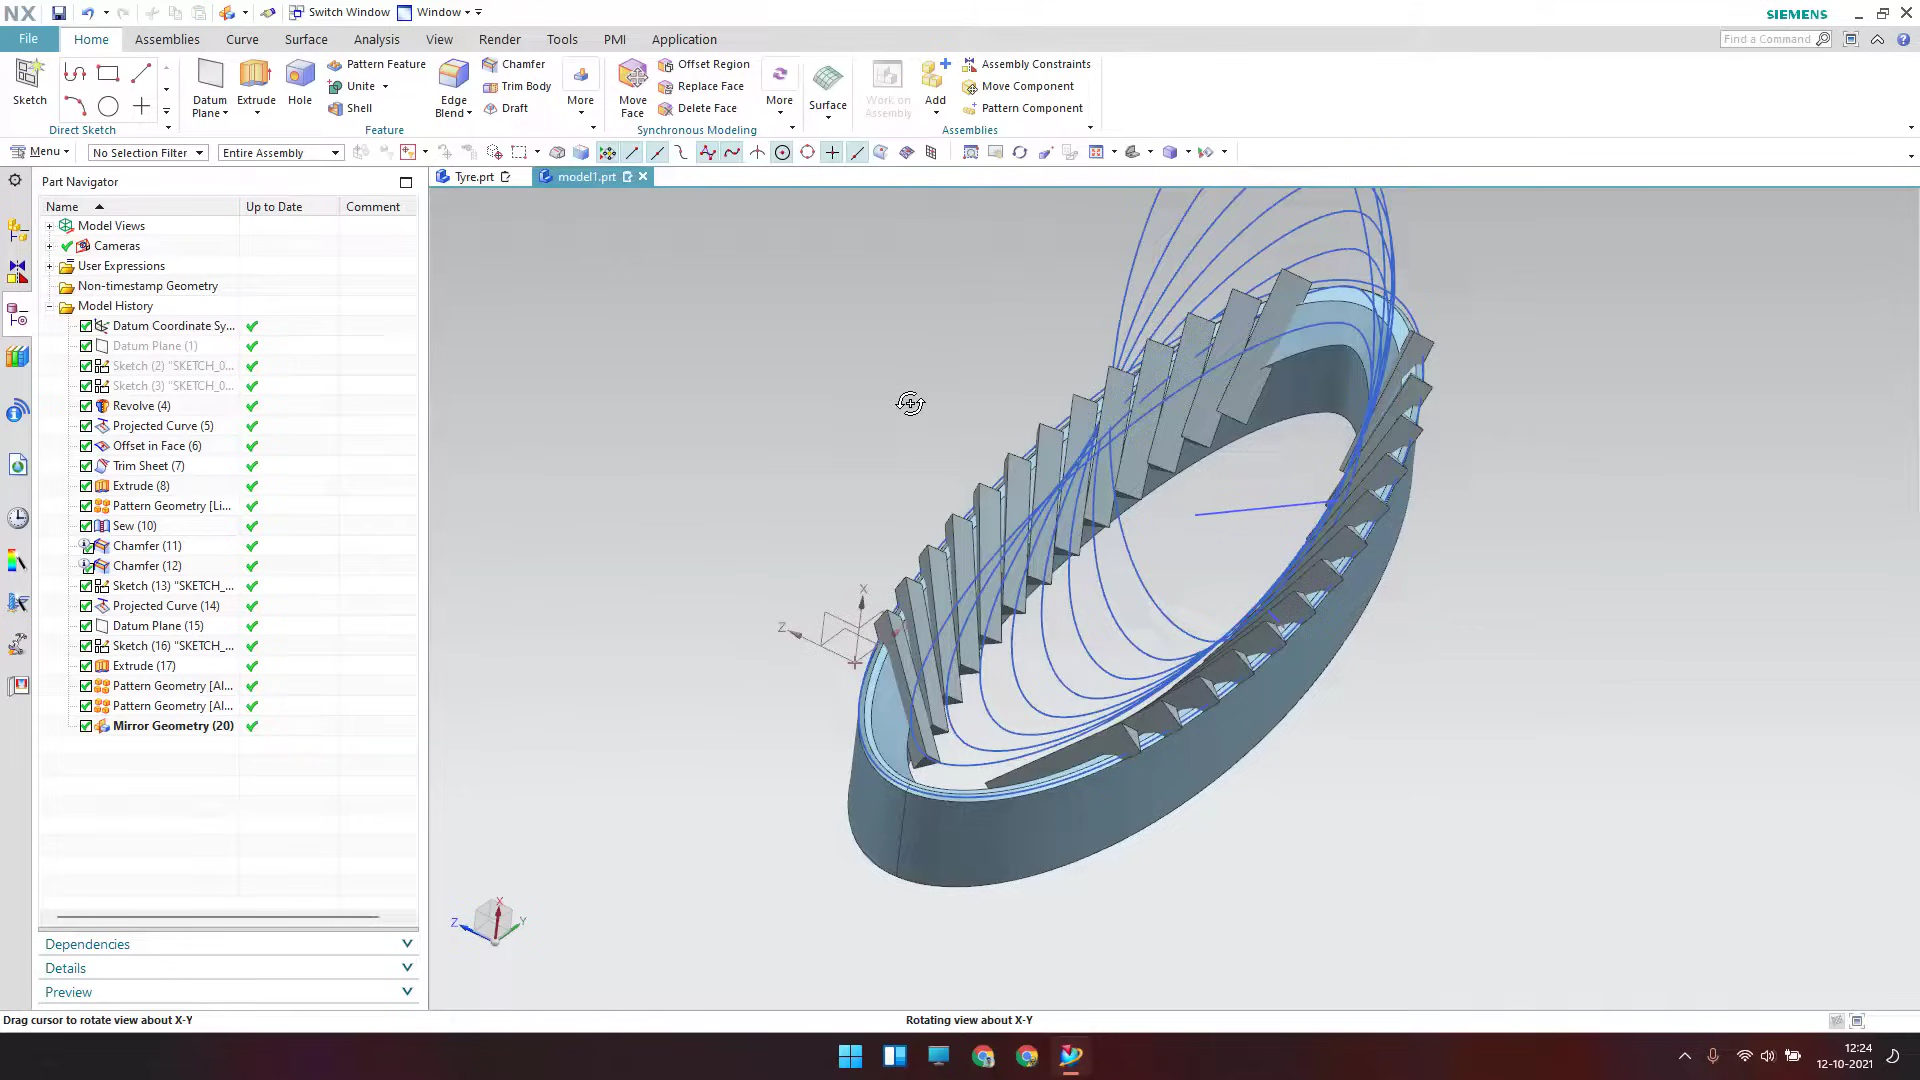 NX Switch Window Window SIEMENS
File Home Assemblies Curve Surface Analysis View Render Tools PMI Application Find a Command
Sketch Datum Plane Extrude Hole Pattern Feature Unite Shell Edge Blend Chamfer Trim Body Draft More Move Face Offset Region Replace Face Delete Face More Surface Work on Assembly Add Assembly Constraints Move Component Pattern Component
Direct Sketch Feature Synchronous Modeling Assemblies
Menu No Selection Filter Entire Assembly
Part Navigator Tyre.prt model1.prt
Name Up to Date Comment
Model Views
Cameras
User Expressions
Non-timestamp Geometry
Model History
Datum Coordinate Sy...
Datum Plane (1)
Sketch (2) "SKETCH_0...
Sketch (3) "SKETCH_0...
Revolve (4)
Projected Curve (5)
Offset in Face (6)
Trim Sheet (7)
Extrude (8)
Pattern Geometry [Li...
Sew (10)
Chamfer (11)
Chamfer (12)
Sketch (13) "SKETCH_...
Projected Curve (14)
Datum Plane (15)
Sketch (16) "SKETCH_...
Extrude (17)
Pattern Geometry [Al...
Pattern Geometry [Al...
Mirror Geometry (20)
X
Z
X
Z Y
Dependencies
Details
Preview
Drag cursor to rotate view about X-Y Rotating view about X-Y
12:24
12-10-2021